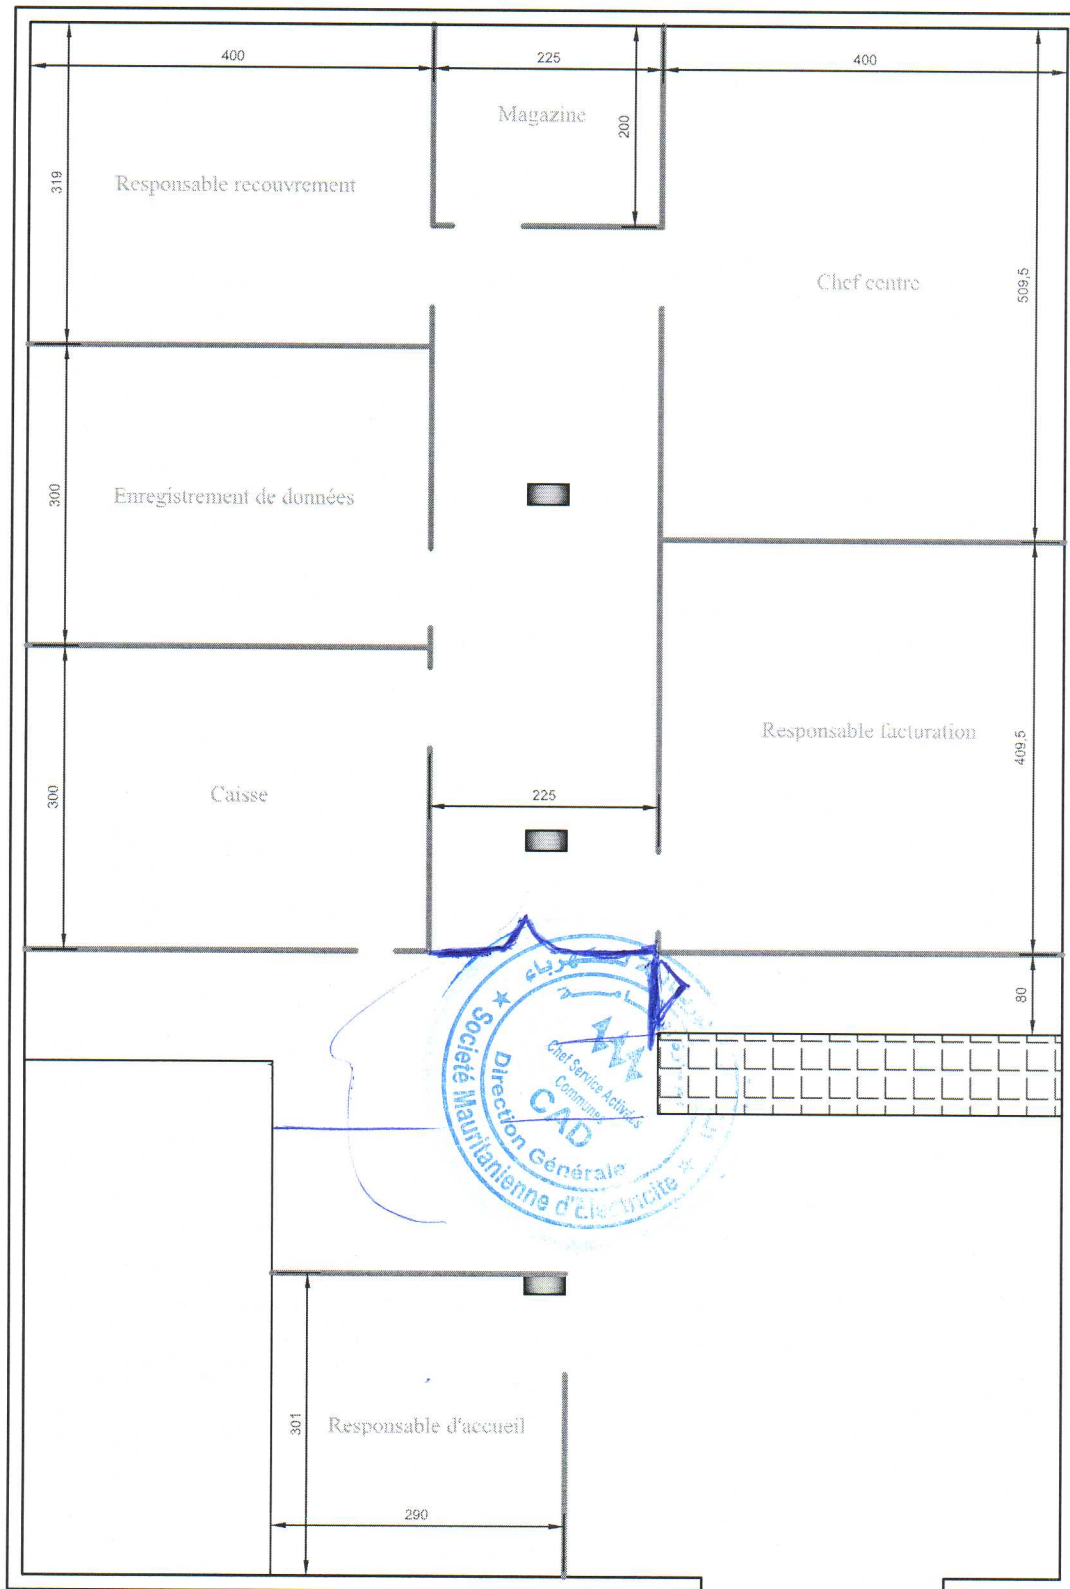 400
225
400
Magazine
200
319
Responsable recouvrement
Chef centre
509,5
300
Enregistrement de données
Responsable facturation
409,5
300
Caisse
225
80
Société Mauritanienne d'Electricité
Direction Générale
Chef Service Activités
Communes
CAD
301
Responsable d'accueil
290